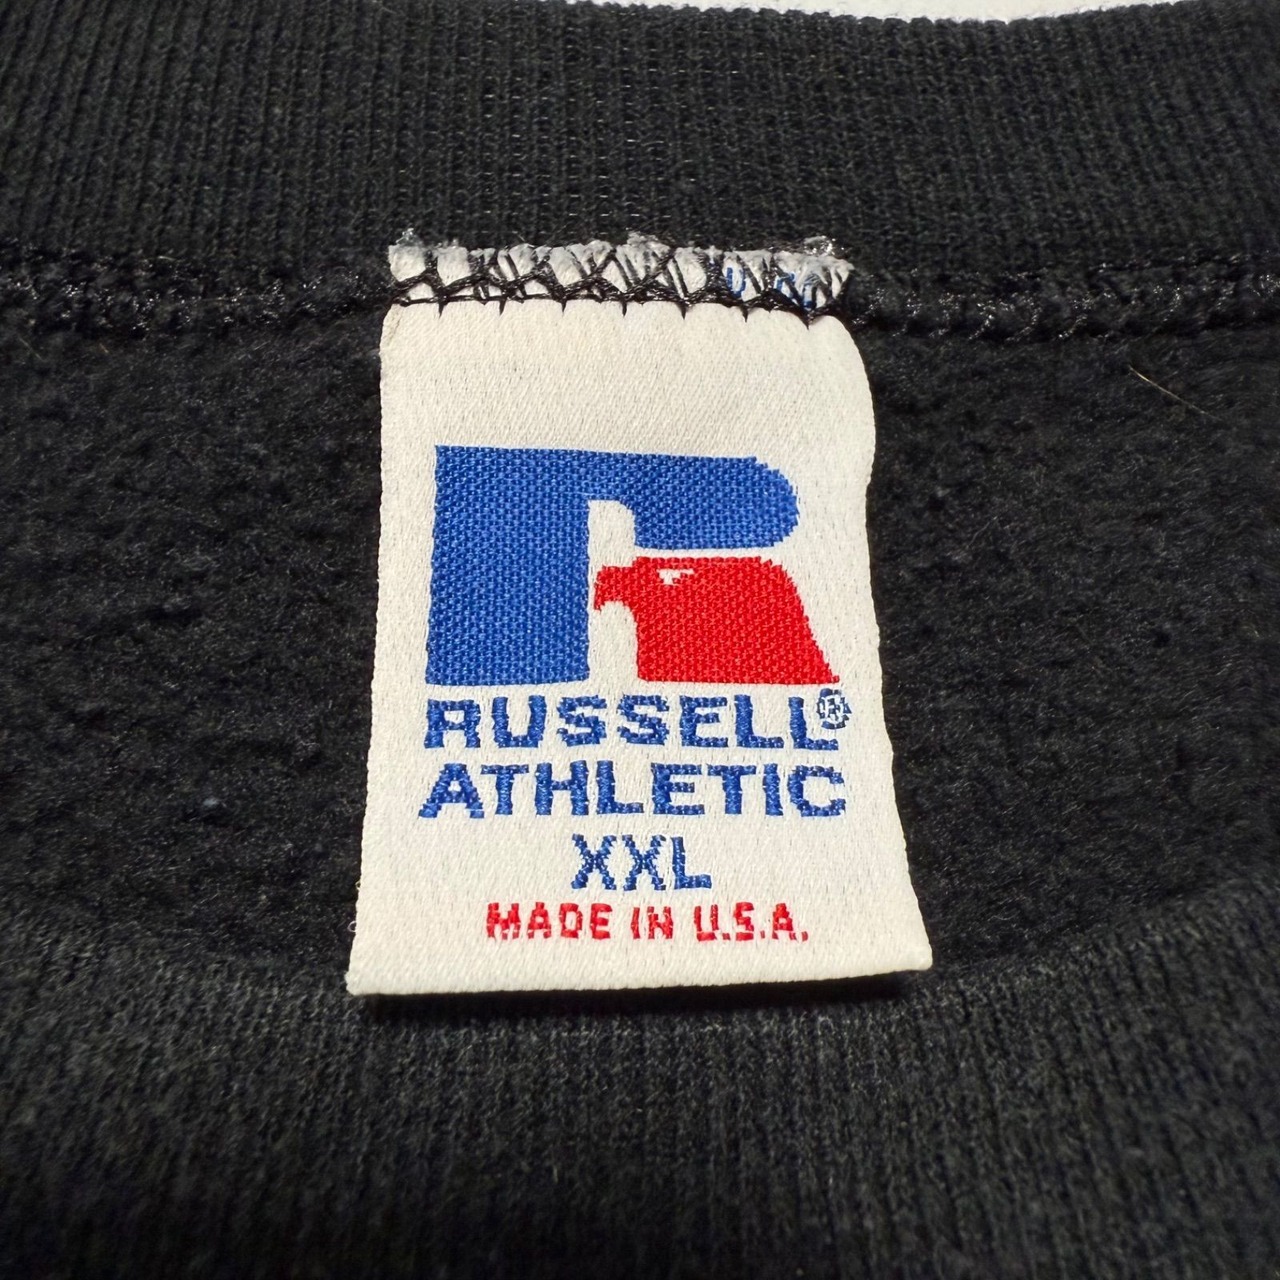 RUSSELL®
ATHLETIC
XXL
MADE IN U.S.A.